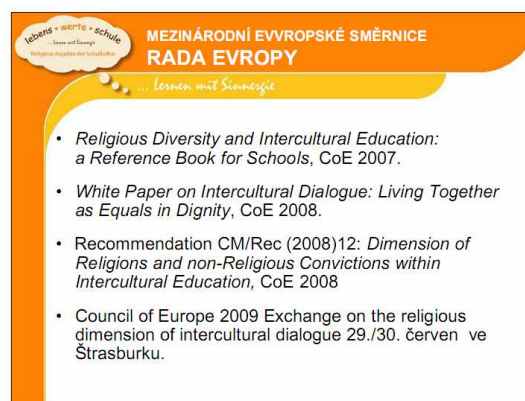 lebens • werte • schule
... lernen mit Sinnergie
Religiöse Aspekte der Schulkultur
MEZINÁRODNÍ EVVROPSKÉ SMĚRNICE
RADA EVROPY
... Lernen mit Sinnergie
• Religious Diversity and Intercultural Education:
a Reference Book for Schools, CoE 2007.
• White Paper on Intercultural Dialogue: Living Together
as Equals in Dignity, CoE 2008.
• Recommendation CM/Rec (2008)12: Dimension of
Religions and non-Religious Convictions within
Intercultural Education, CoE 2008
• Council of Europe 2009 Exchange on the religious
dimension of intercultural dialogue 29./30. červen ve
Štrasburku.